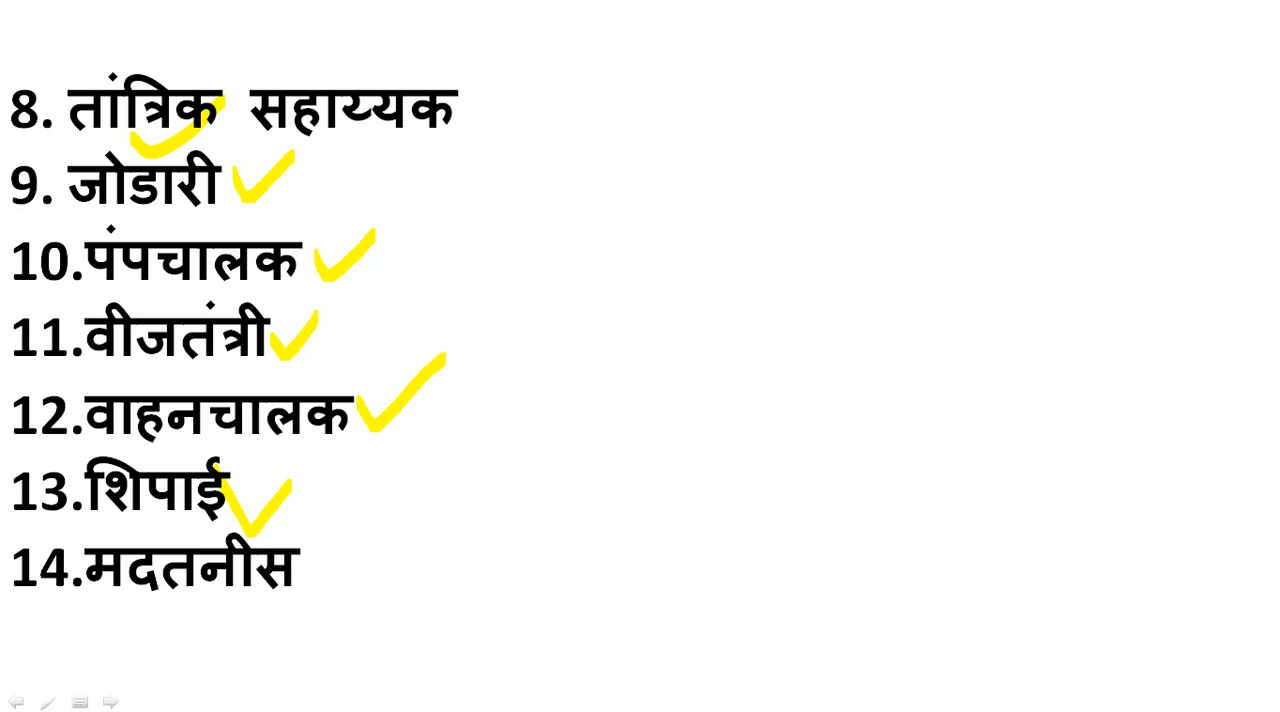 8. तांत्रिक सहाय्यक
9. जोडारी
10.पंपचालक
11.वीजतंत्री
12.वाहनचालक
13.शिपाई
14.मदतनीस